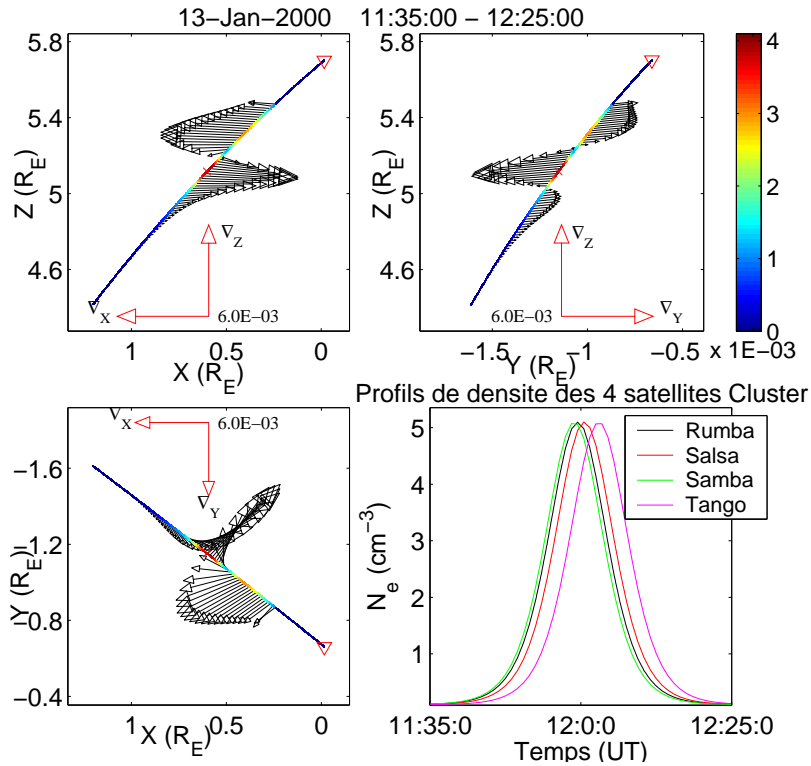 13-Jan-2000 11:35:00 - 12:25:00
5.8
5.4
5
4.6
Z (R_E)
∇_Z
∇_X
6.0E-03
1
0.5
0
X (R_E)
5.8
5.4
5
4.6
Z (R_E)
∇_Z
6.0E-03
∇_Y
-1.5
-1
-0.5
Y (R_E)
4
3
2
1
0
x 1E-03
∇_X
6.0E-03
∇_Y
-1.6
-1.2
-0.8
-0.4
Y (R_E)
1
0.5
0
X (R_E)
Profils de densite des 4 satellites Cluster
5
4
3
2
1
N_e (cm^-3)
Rumba
Salsa
Samba
Tango
11:35:0
12:0:0
12:25:0
Temps (UT)